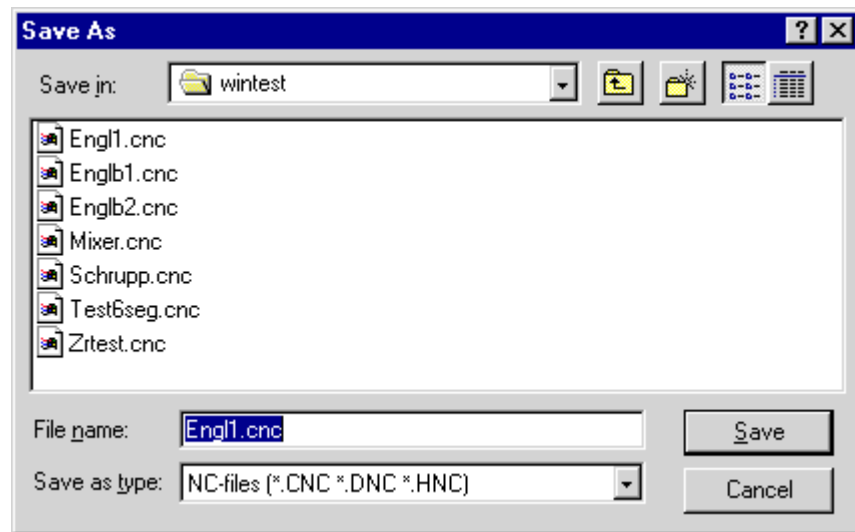 Save As
Save in: wintest
Engl1.cnc
Englb1.cnc
Englb2.cnc
Mixer.cnc
Schrupp.cnc
Test6seg.cnc
Zrtest.cnc
File name: Engl1.cnc Save
Save as type: NC-files (*.CNC *.DNC *.HNC) Cancel